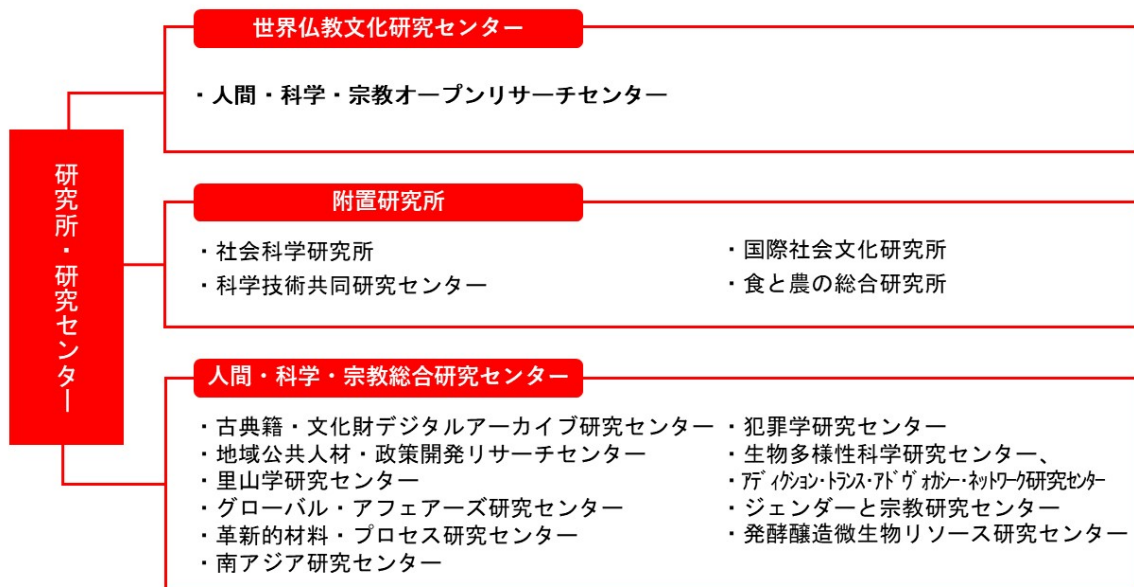 研究所・研究センター
世界仏教文化研究センター
・人間・科学・宗教オープンリサーチセンター
附置研究所
・社会科学研究所
・科学技術共同研究センター
・国際社会文化研究所
・食と農の総合研究所
人間・科学・宗教総合研究センター
・古典籍・文化財デジタルアーカイブ研究センター
・地域公共人材・政策開発リサーチセンター
・里山学研究センター
・グローバル・アフェアーズ研究センター
・革新的材料・プロセス研究センター
・南アジア研究センター
・犯罪学研究センター
・生物多様性科学研究センター、
・ｱﾃﾞｨｸｼｮﾝ・ﾄﾗﾝｽ・ｱﾄﾞｳﾞｫｶｼｰ・ﾈｯﾄﾜｰｸ研究ｾﾝﾀｰ
・ジェンダーと宗教研究センター
・発酵醸造微生物リソース研究センター